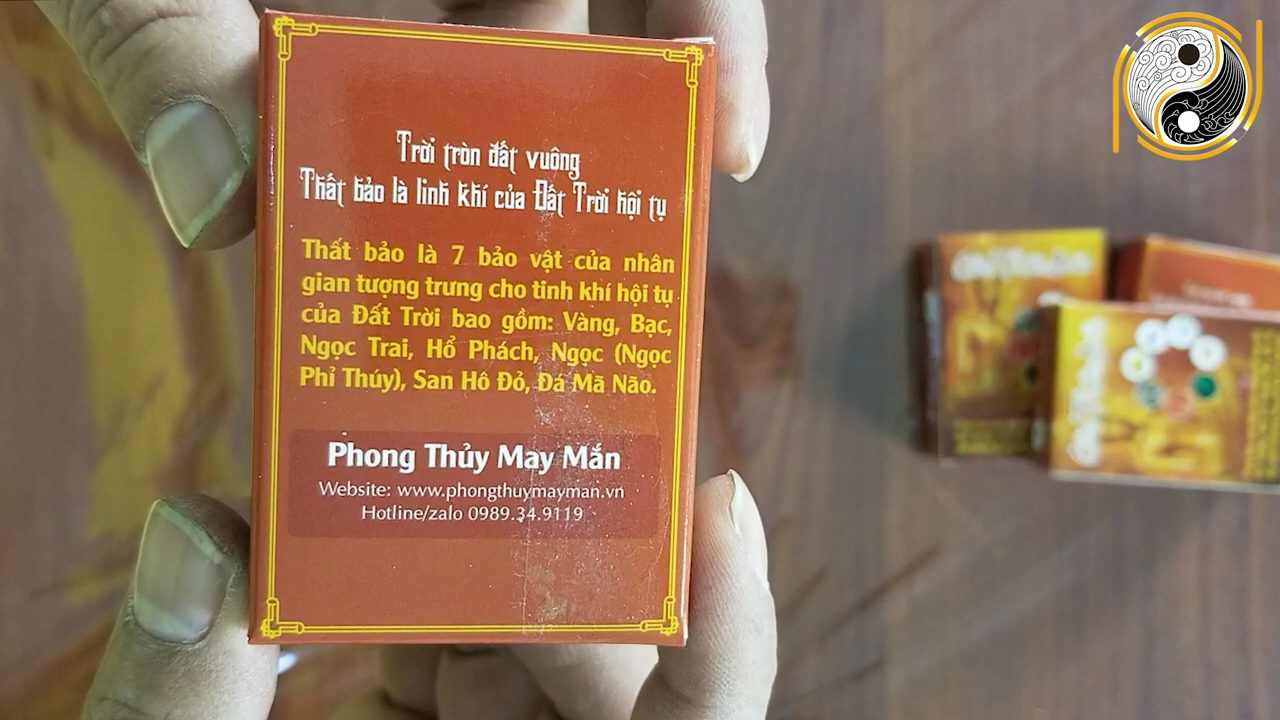 Trời tròn đất vuông
Thất bảo là linh khí của Đất Trời hội tụ
Thất bảo là 7 bảo vật của nhân
gian tượng trưng cho tinh khí hội tụ
của Đất Trời bao gồm: Vàng, Bạc,
Ngọc Trai, Hổ Phách, Ngọc (Ngọc
Phỉ Thúy), San Hô Đỏ, Đá Mã Não.
Phong Thủy May Mắn
Website: www.phongthuymayman.vn
Hotline/zalo 0989.34.9119